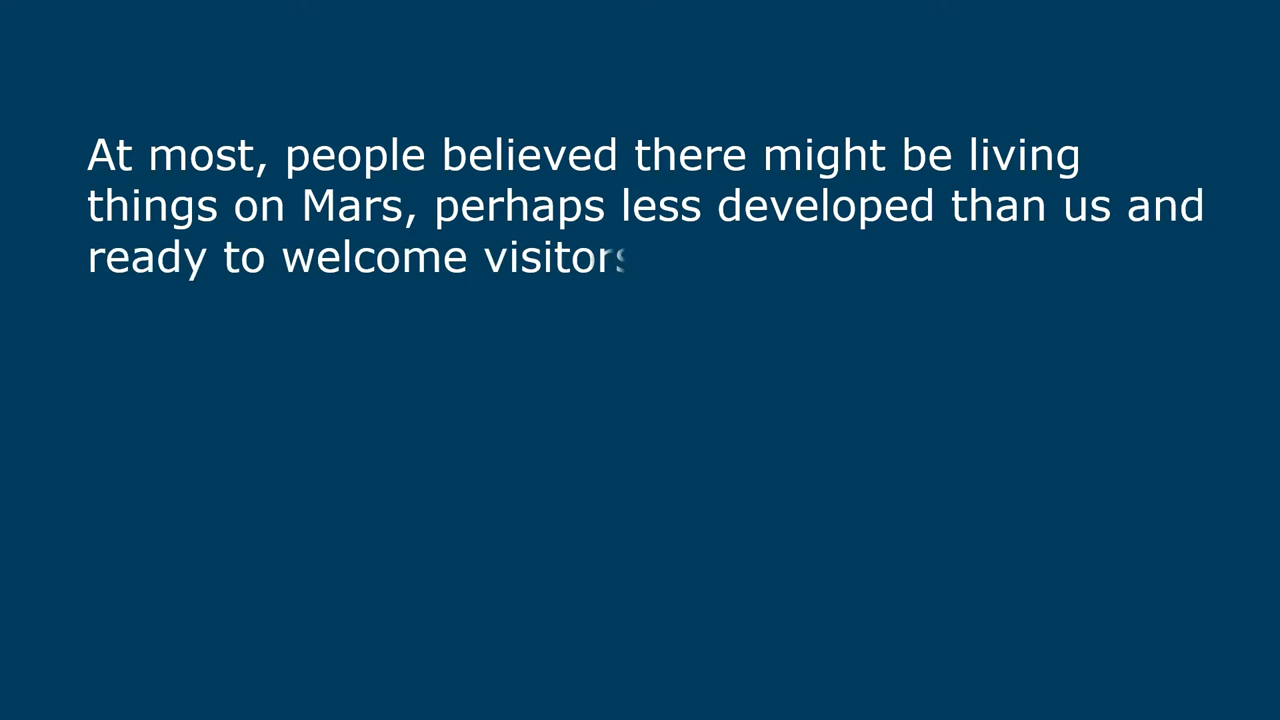 At most, people believed there might be living
things on Mars, perhaps less developed than us and
ready to welcome visitors